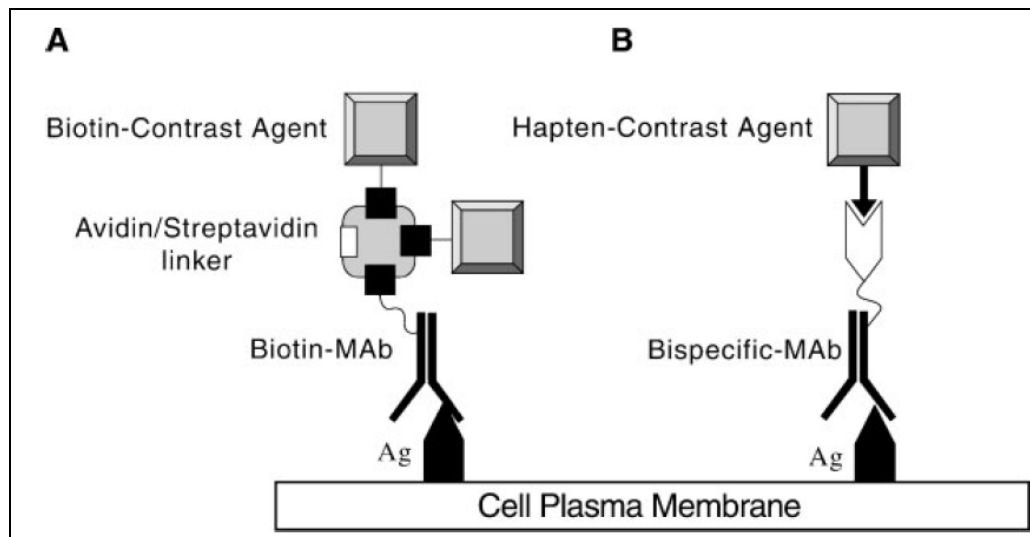 A
B
Biotin-Contrast Agent
Hapten-Contrast Agent
Avidin/Streptavidin
linker
Biotin-MAb
Bispecific-MAb
Ag
Ag
Cell Plasma Membrane